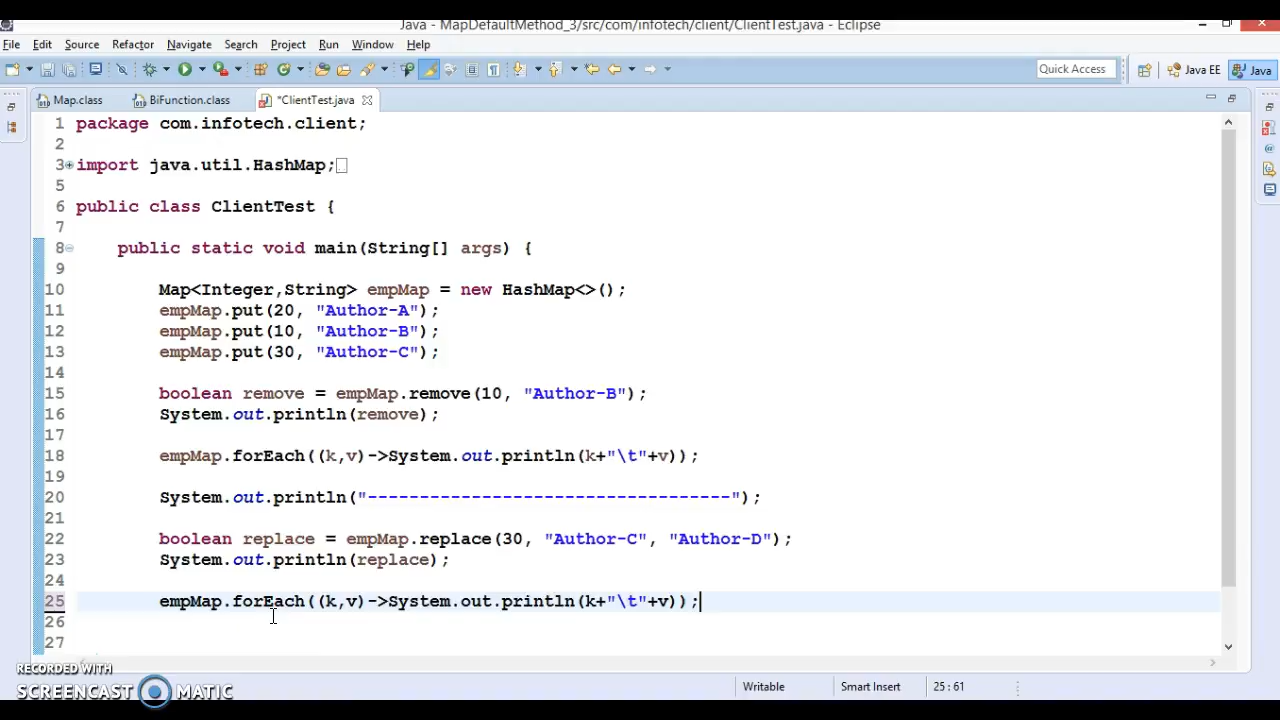 Java - MapDefaultMethod_3/src/com/infotech/client/ClientTest.java - Eclipse
File Edit Source Refactor Navigate Search Project Run Window Help
Quick Access Java EE Java
Map.class BiFunction.class *ClientTest.java
1 package com.infotech.client;
2
3 import java.util.HashMap;
5
6 public class ClientTest {
7
8 public static void main(String[] args) {
9
10 Map<Integer,String> empMap = new HashMap<>();
11 empMap.put(20, "Author-A");
12 empMap.put(10, "Author-B");
13 empMap.put(30, "Author-C");
14
15 boolean remove = empMap.remove(10, "Author-B");
16 System.out.println(remove);
17
18 empMap.forEach((k,v)->System.out.println(k+"\t"+v));
19
20 System.out.println("-----------------------------------");
21
22 boolean replace = empMap.replace(30, "Author-C", "Author-D");
23 System.out.println(replace);
24
25 empMap.forEach((k,v)->System.out.println(k+"\t"+v));
26
27
RECORDED WITH
SCREENCAST MATIC
Writable Smart Insert 25 : 61